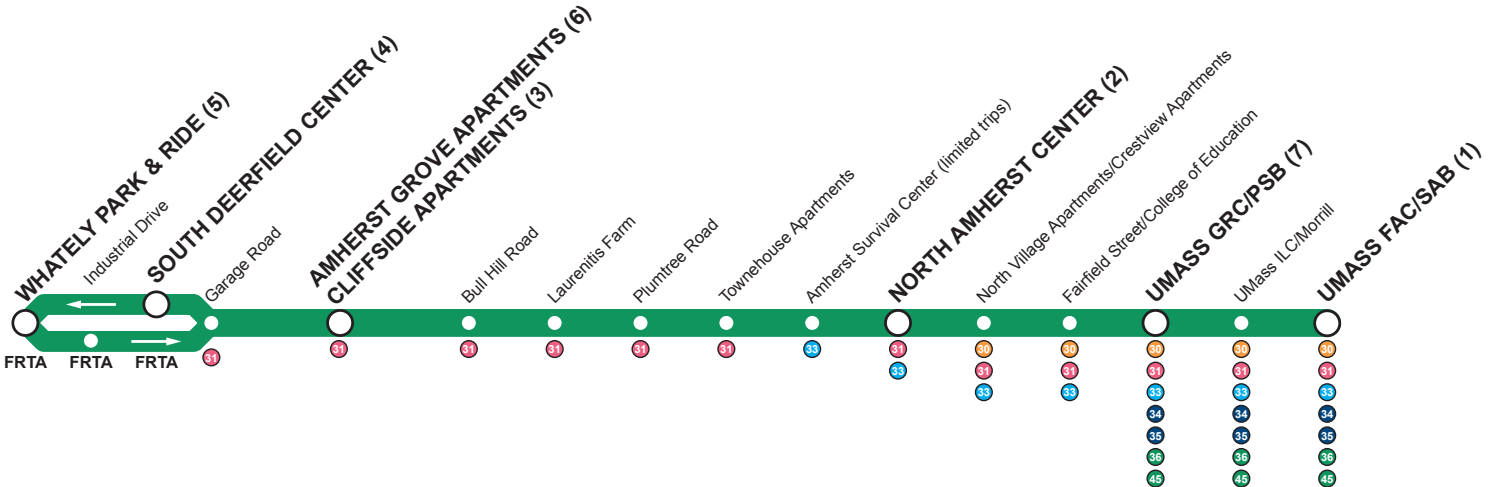 WHATELY PARK & RIDE (5)
Industrial Drive
SOUTH DEERFIELD CENTER (4)
Garage Road
AMHERST GROVE APARTMENTS (6)
CLIFFSIDE APARTMENTS (3)
Bull Hill Road
Laurenitis Farm
Plumtree Road
Townehouse Apartments
Amherst Survival Center (limited trips)
NORTH AMHERST CENTER (2)
North Village Apartments/Crestview Apartments
Fairfield Street/College of Education
UMASS GRC/PSB (7)
UMass ILC/Morrill
UMASS FAC/SAB (1)
FRTA FRTA FRTA 31 31 31 31 31 31 33 31 30 30 30 30 30
33 31 31 31 31 31
33 33 33 33 33
34 34 34
35 35 35
36 36 36
45 45 45